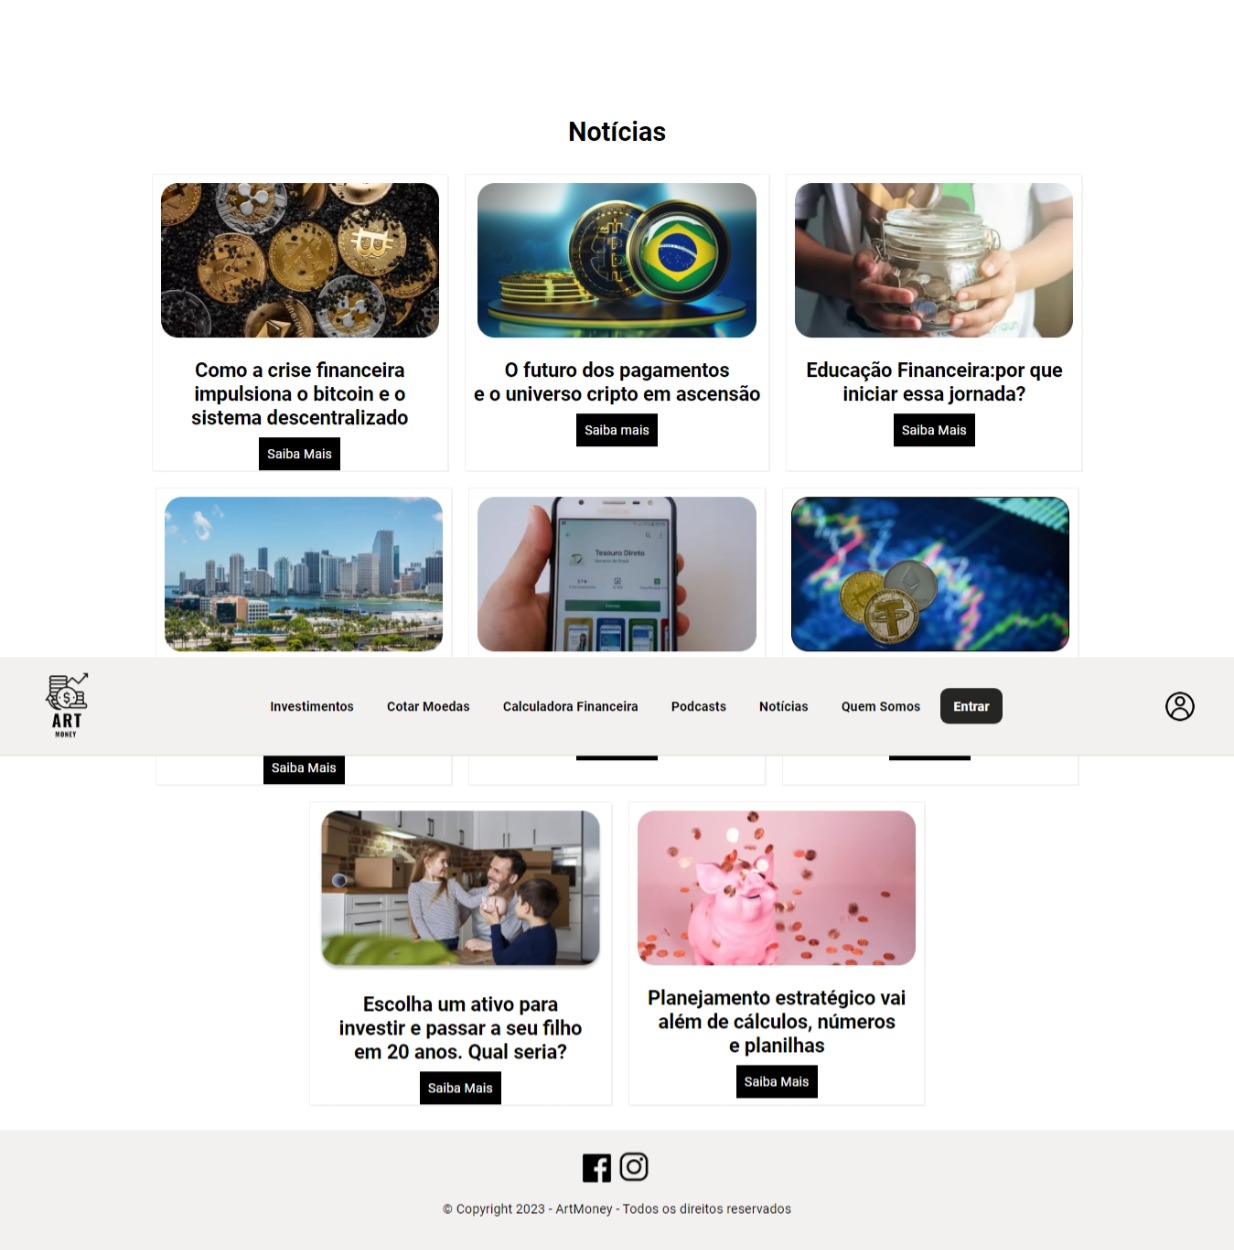 Notícias
Como a crise financeira
impulsiona o bitcoin e o
sistema descentralizado
Saiba Mais
O futuro dos pagamentos
e o universo cripto em ascensão
Saiba mais
Educação Financeira:por que
iniciar essa jornada?
Saiba Mais
Tesouro Direto
ART
MONEY
Investimentos
Cotar Moedas
Calculadora Financeira
Podcasts
Notícias
Quem Somos
Entrar
Saiba Mais
Escolha um ativo para
investir e passar a seu filho
em 20 anos. Qual seria?
Saiba Mais
Planejamento estratégico vai
além de cálculos, números
e planilhas
Saiba Mais
© Copyright 2023 - ArtMoney - Todos os direitos reservados